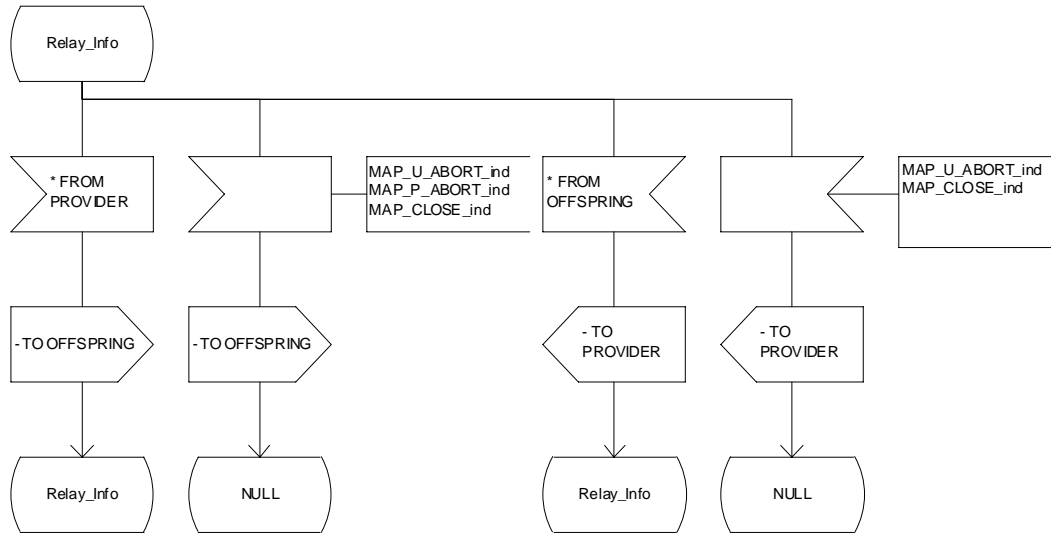 Relay_Info
* FROM
PROVIDER
MAP_U_ABORT_ind
MAP_P_ABORT_ind
MAP_CLOSE_ind
* FROM
OFFSPRING
MAP_U_ABORT_ind
MAP_CLOSE_ind
- TO OFFSPRING
- TO OFFSPRING
- TO
PROVIDER
- TO
PROVIDER
Relay_Info
NULL
Relay_Info
NULL